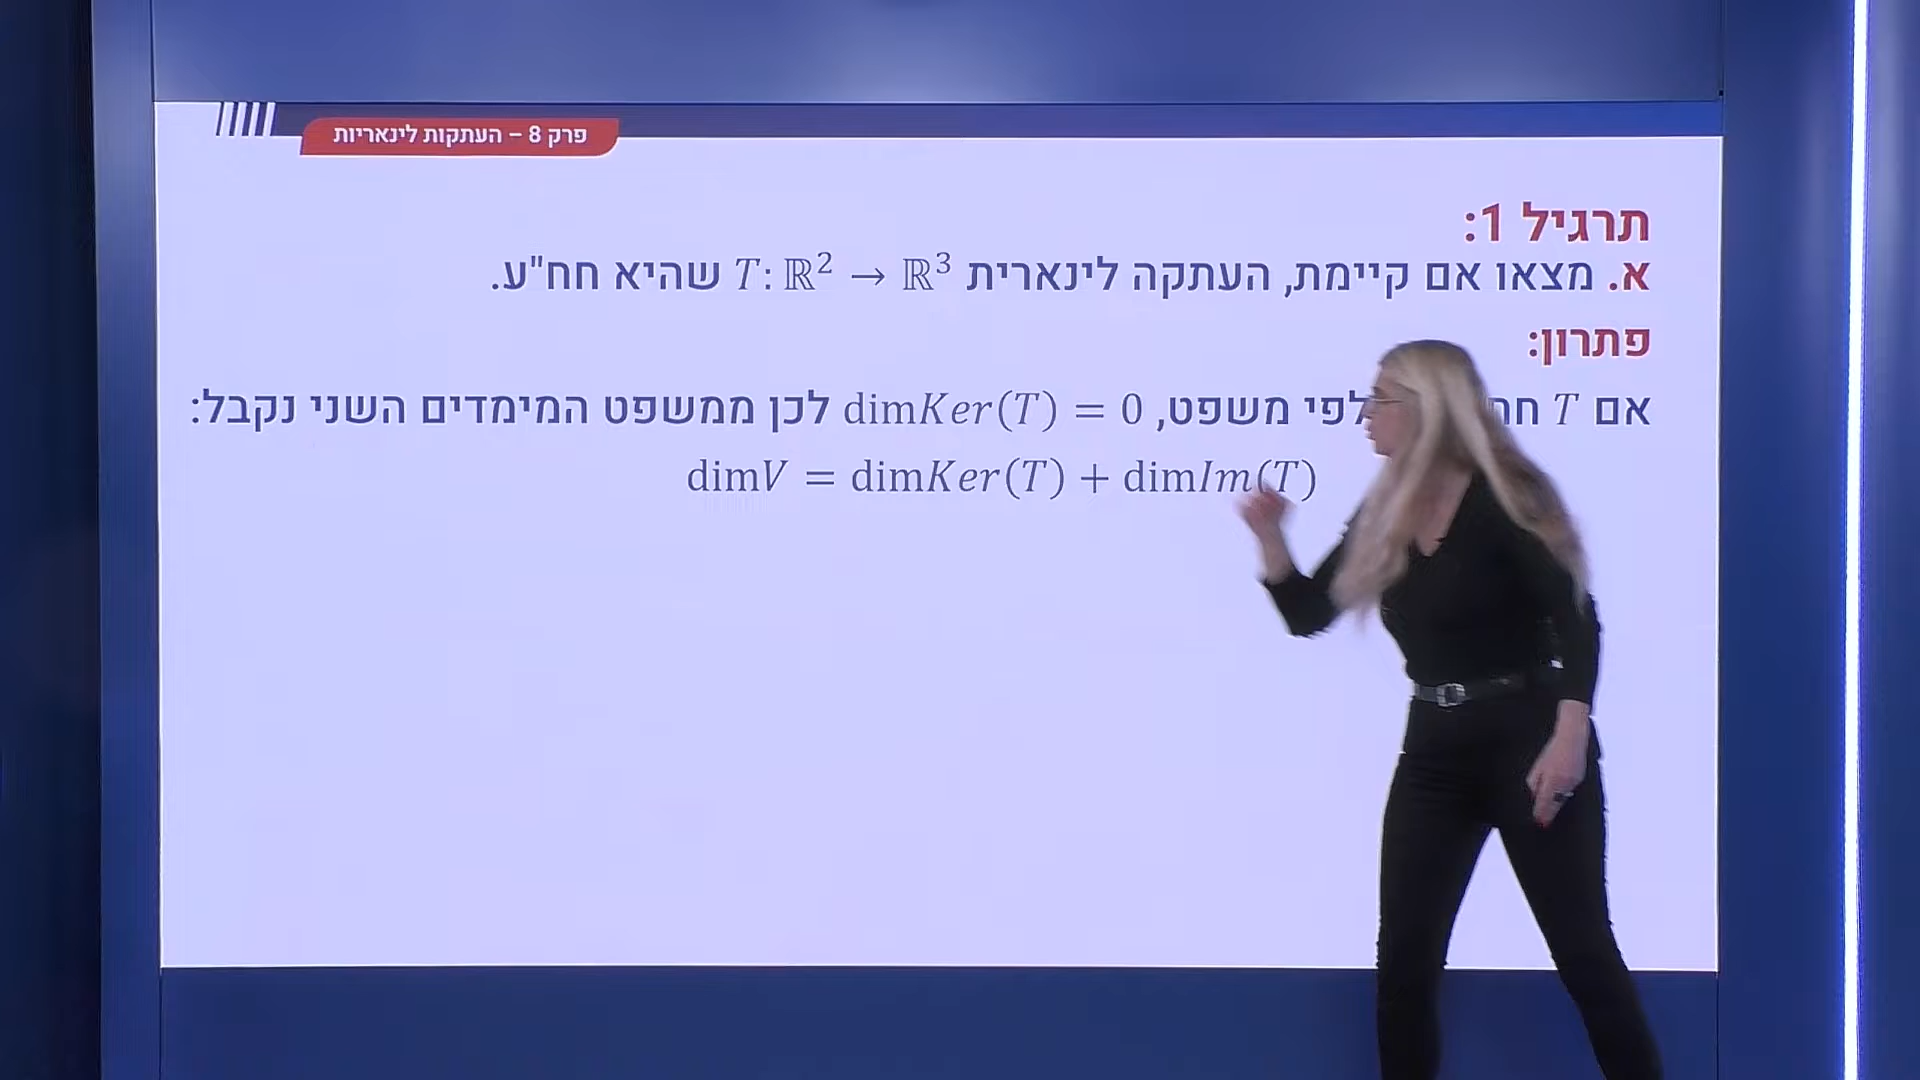 פרק 8 – העתקות לינאריות
תרגיל 1:
א. מצאו אם קיימת, העתקה לינארית T: ℝ² → ℝ³ שהיא חח"ע.
פתרון:
אם T לפי משפט, dimKer(T) = 0 לכן ממשפט המימדים השני נקבל:
dimV = dimKer(T) + dimIm(T)